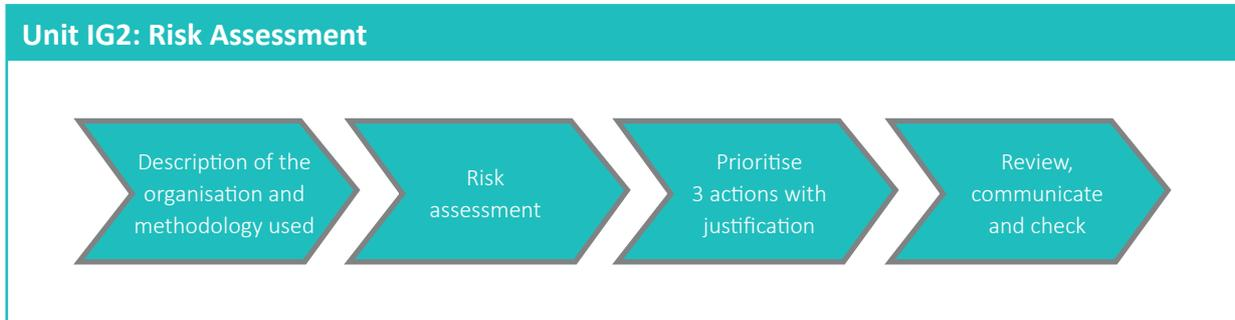 Unit IG2: Risk Assessment
Description of the
organisation and
methodology used
Risk
assessment
Prioritise
3 actions with
justification
Review,
communicate
and check